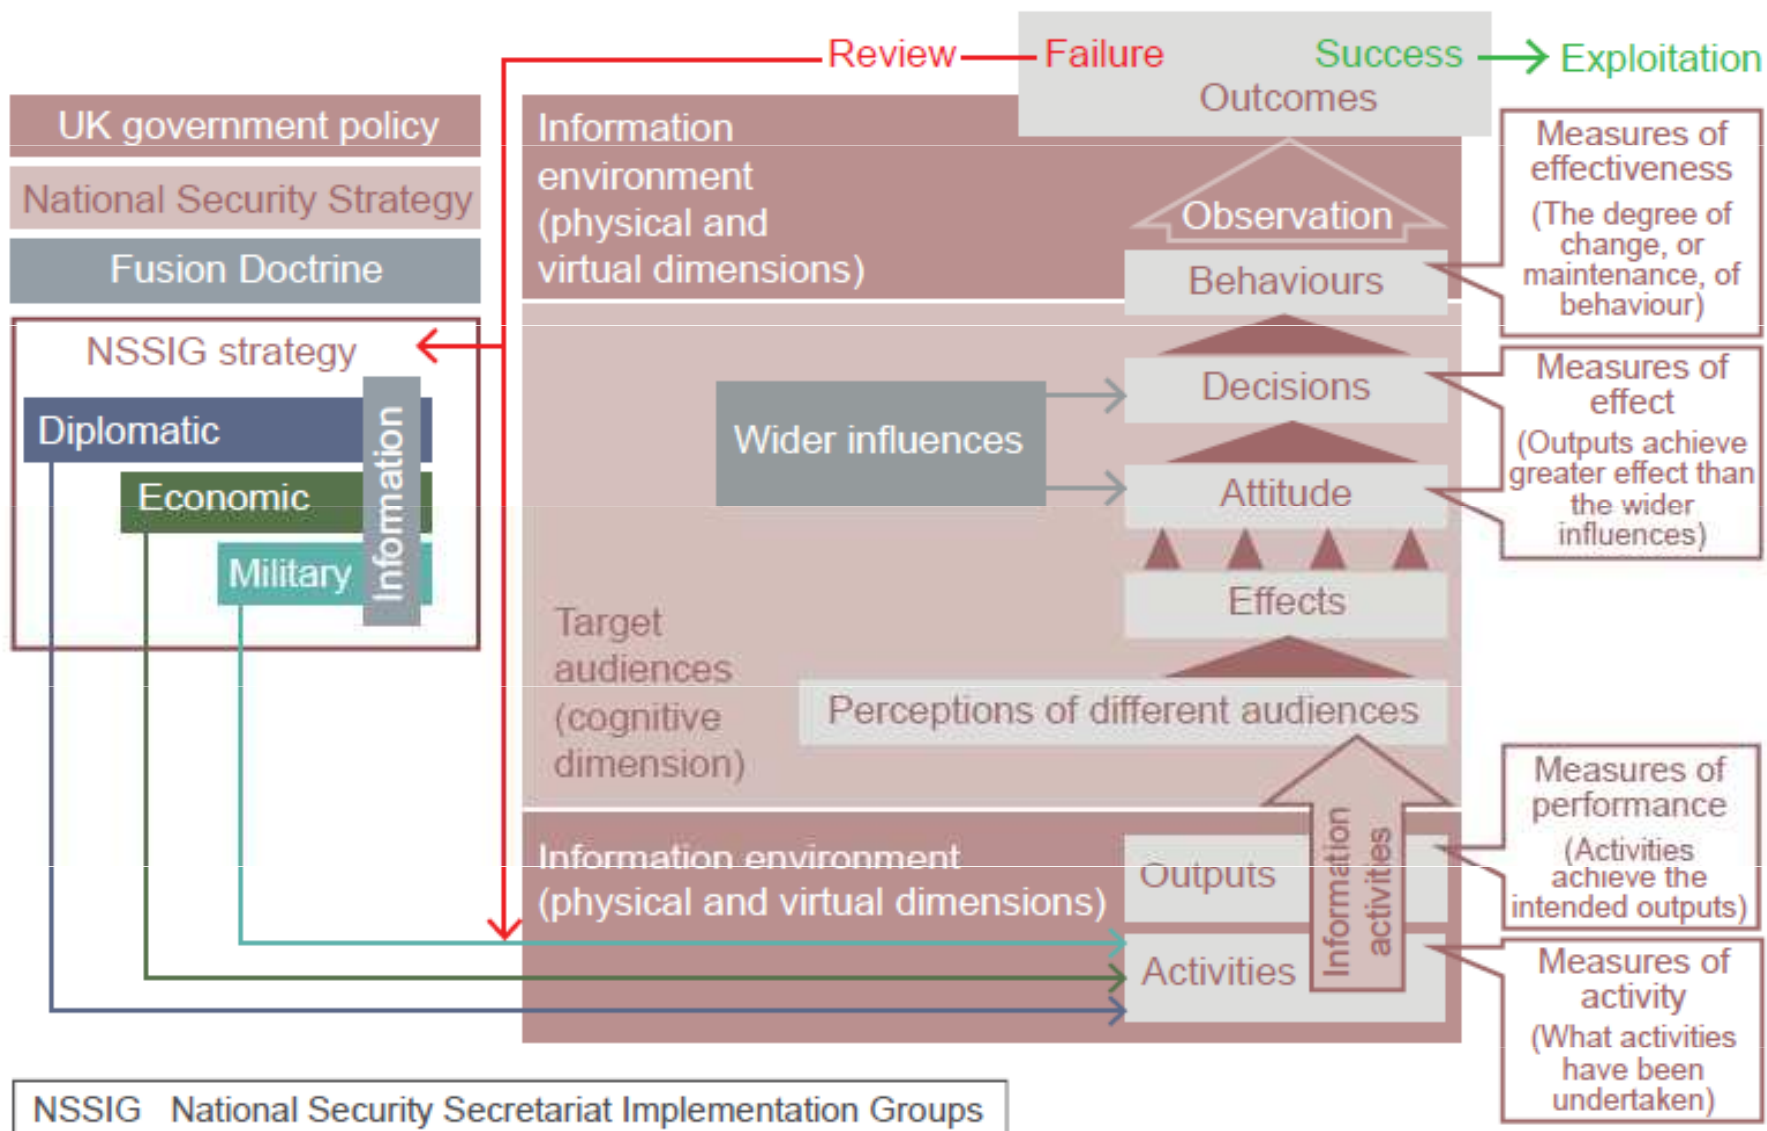 Review
Failure
Success
Exploitation
Outcomes
UK government policy
National Security Strategy
Fusion Doctrine
NSSIG strategy
Diplomatic
Economic
Military
Information
Information
environment
(physical and
virtual dimensions)
Observation
Behaviours
Decisions
Wider influences
Attitude
Effects
Target
audiences
(cognitive
dimension)
Perceptions of different audiences
Information environment
(physical and virtual dimensions)
Outputs
Activities
Information
activities
Measures of
effectiveness
(The degree of
change, or
maintenance, of
behaviour)
Measures of
effect
(Outputs achieve
greater effect than
the wider
influences)
Measures of
performance
(Activities
achieve the
intended outputs)
Measures of
activity
(What activities
have been
undertaken)
NSSIG National Security Secretariat Implementation Groups